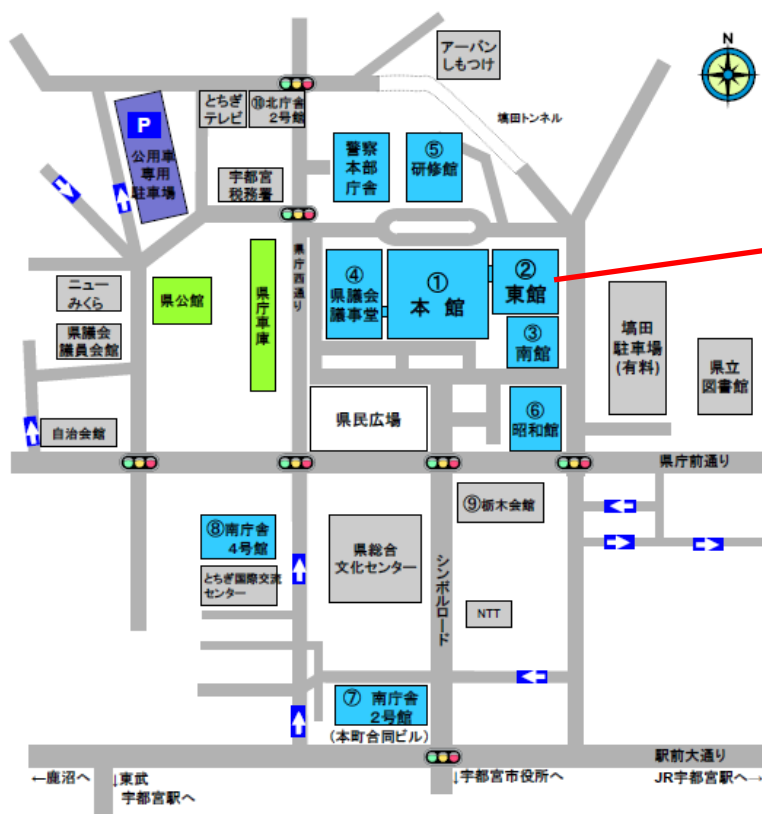 アーバン
しもつけ
N
とちぎ
テレビ
⑩北庁舎
2号館
塙田トンネル
P
公用車
専用
駐車場
宇都宮
税務署
警察
本部
庁舎
⑤
研修館
県庁西通り
④
県議会
議事堂
①
本 館
②
東館
③
南館
ニュー
みくら
県公館
県庁車庫
県議会
議員会館
塙田
駐車場
(有料)
県立
図書館
自治会館
県民広場
⑥
昭和館
県庁前通り
⑧南庁舎
4号館
県総合
文化センター
⑨栃木会館
とちぎ国際交流
センター
シンボルロード
NTT
⑦ 南庁舎
2号館
(本町合同ビル)
駅前大通り
←鹿沼へ
↓東武
宇都宮駅へ
↓宇都宮市役所へ
JR宇都宮駅へ→